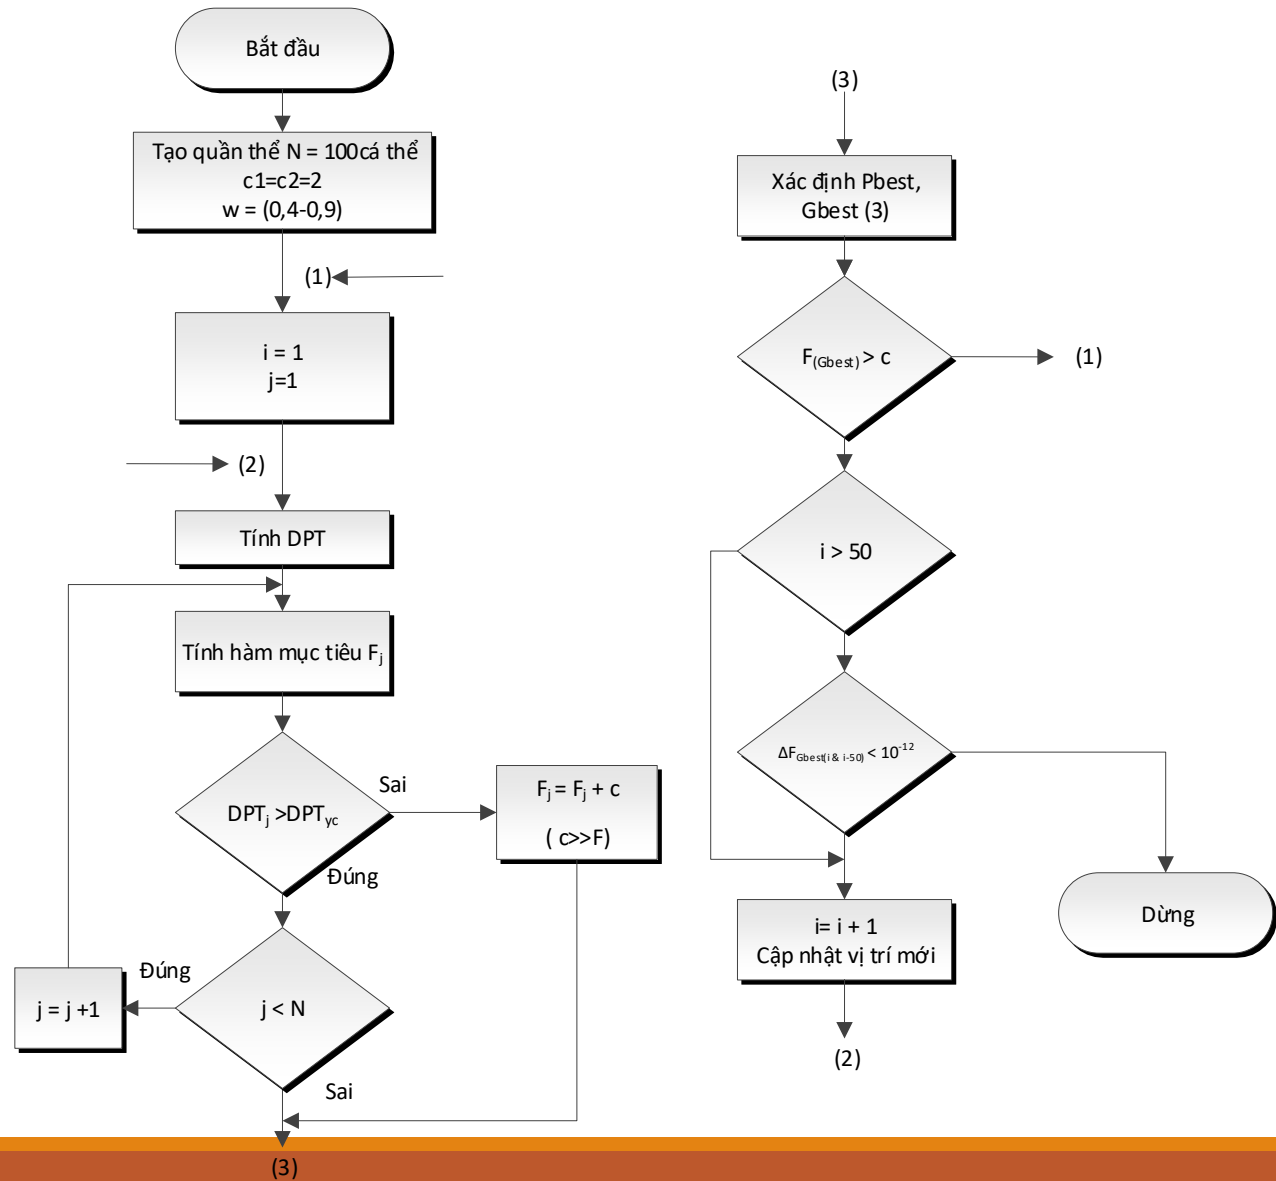 Bắt đầu
Tạo quần thể N = 100cá thể
c1=c2=2
w = (0,4-0,9)
(1)
i = 1
j=1
(2)
Tính DPT
Tính hàm mục tiêu Fj
DPTj >DPTyc
Sai
Đúng
Fj = Fj + c
( c>>F)
j < N
Đúng
j = j +1
Sai
(3)
(3)
Xác định Pbest,
Gbest (3)
F(Gbest) > c
(1)
i > 50
ΔFGbest(i & i-50) < 10-12
Dừng
i= i + 1
Cập nhật vị trí mới
(2)